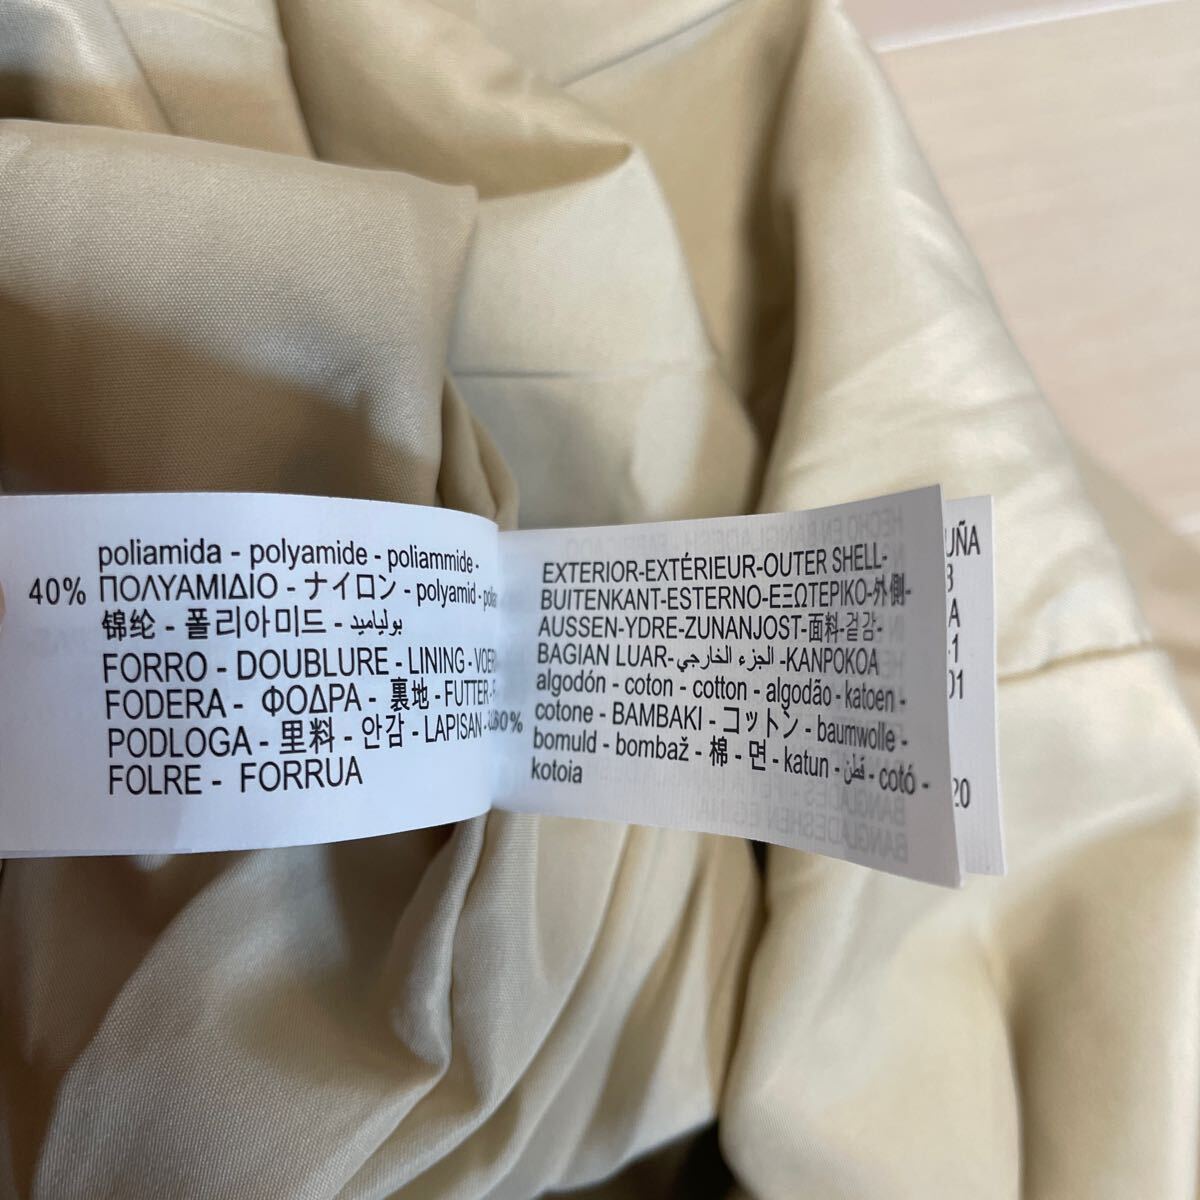 poliamida - polyamide - poliammide -
40% ΠΟΛΥΑΜΙΔΙΟ - ナイロン - polyamid -
锦纶 - 폴리아미드 - بولياميد
FORRO - DOUBLURE - LINING -
FODERA - ΦΟΔΡΑ - 裏地 - FUTTER -
PODLOGA - 里料 - 안감 - LAPISAN -
FOLRE - FORRUA
EXTERIOR-EXTÉRIEUR-OUTER SHELL-
BUITENKANT-ESTERNO-ΕΞΩΤΕΡΙΚΟ-外側-
AUSSEN-YDRE-ZUNANJOST-面料-겉감-
BAGIAN LUAR-الجزء الخارجي-KANPOKOA
algodón - coton - cotton - algodão - katoen -
cotone - BAMBAKI - コットン - baumwolle -
bomuld - bombaž - 棉 - 면 - katun - قطن - cotó -
kotoia
UÑA
20